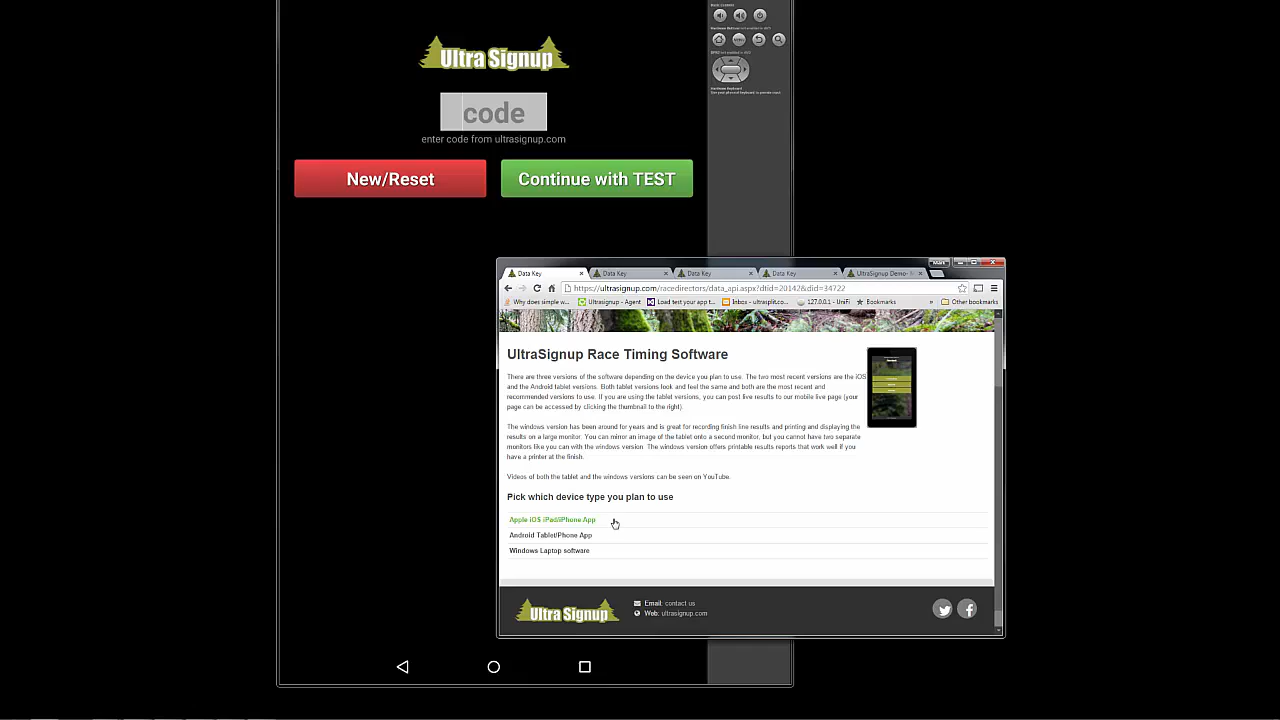 Ultra Signup
code
enter code from ultrasignup.com
New/Reset
Continue with TEST
Data Key
Data Key
Data Key
Data Key
UltraSignup Demo-
https://ultrasignup.com/racedirectors/data_api.aspx?dtid=20142&did=34722
Why does simple w...
Ultrasignup - Agent
Load test your app t...
Inbox - ultrasplit.co...
127.0.0.1 - UniFi
Bookmarks
»
Other bookmarks
UltraSignup Race Timing Software
There are three versions of the software depending on the device you plan to use. The two most recent versions are the iOS
and the Android tablet versions. Both tablet versions look and feel the same and both are the most recent and
recommended versions to use. If you are using the tablet versions, you can post live results to our mobile live page (your
page can be accessed by clicking the thumbnail to the right).
The windows version has been around for years and is great for recording finish line results and printing and displaying the
results on a large monitor. You can mirror an image of the tablet onto a second monitor, but you cannot have two separate
monitors like you can with the windows version. The windows version offers printable results reports that work well if you
have a printer at the finish.
Videos of both the tablet and the windows versions can be seen on YouTube.
Pick which device type you plan to use
Apple iOS iPad/iPhone App
Android Tablet/Phone App
Windows Laptop software
Ultra Signup
Email: contact us
Web: ultrasignup.com